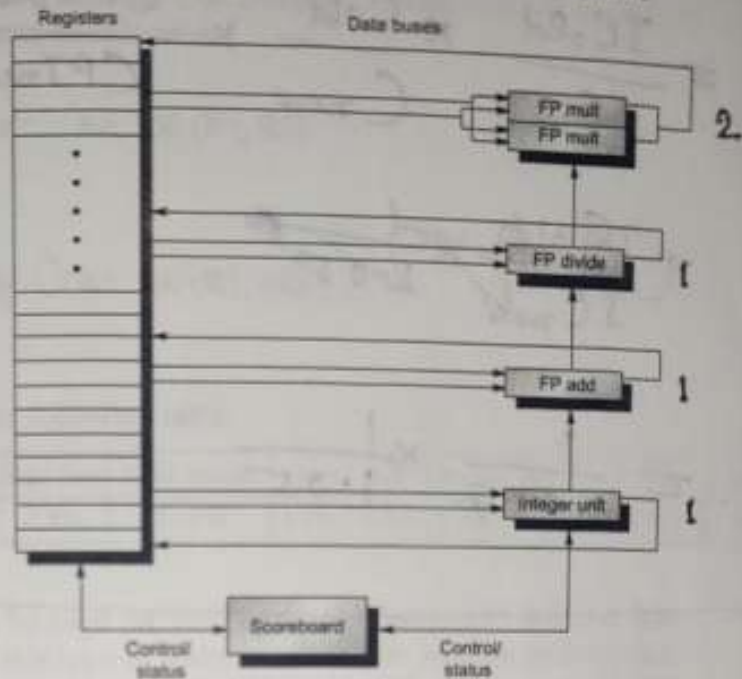 Registers
Data buses
FP mult
2.
FP mult
FP divide
1
FP add
1
Integer unit
1
Scoreboard
Control/
status
Control/
status